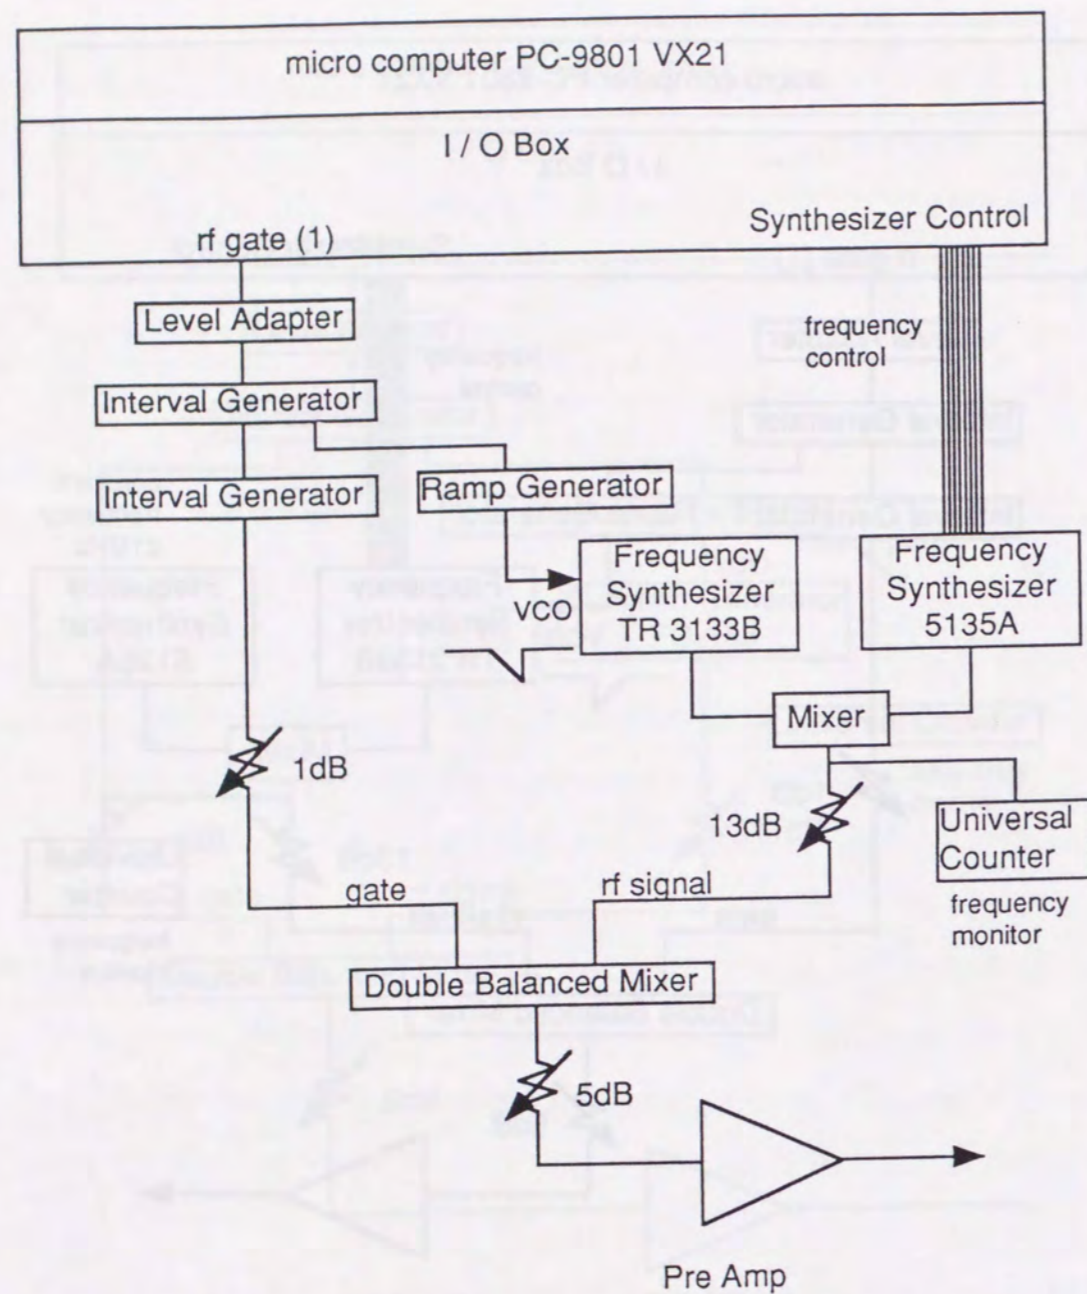 micro computer PC-9801 VX21
I / O Box
Synthesizer Control
rf gate (1)
Level Adapter
frequency
control
Interval Generator
Interval Generator
Ramp Generator
VCO
Frequency
Synthesizer
TR 3133B
Frequency
Synthesizer
5135A
Mixer
1dB
13dB
Universal
Counter
gate
rf signal
frequency
monitor
Double Balanced Mixer
5dB
Pre Amp